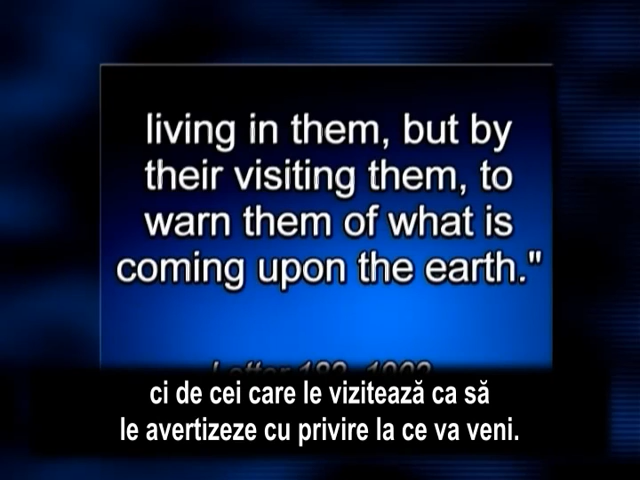 living in them, but by
their visiting them, to
warn them of what is
coming upon the earth."
ci de cei care le vizitează ca să
le avertizeze cu privire la ce va veni.